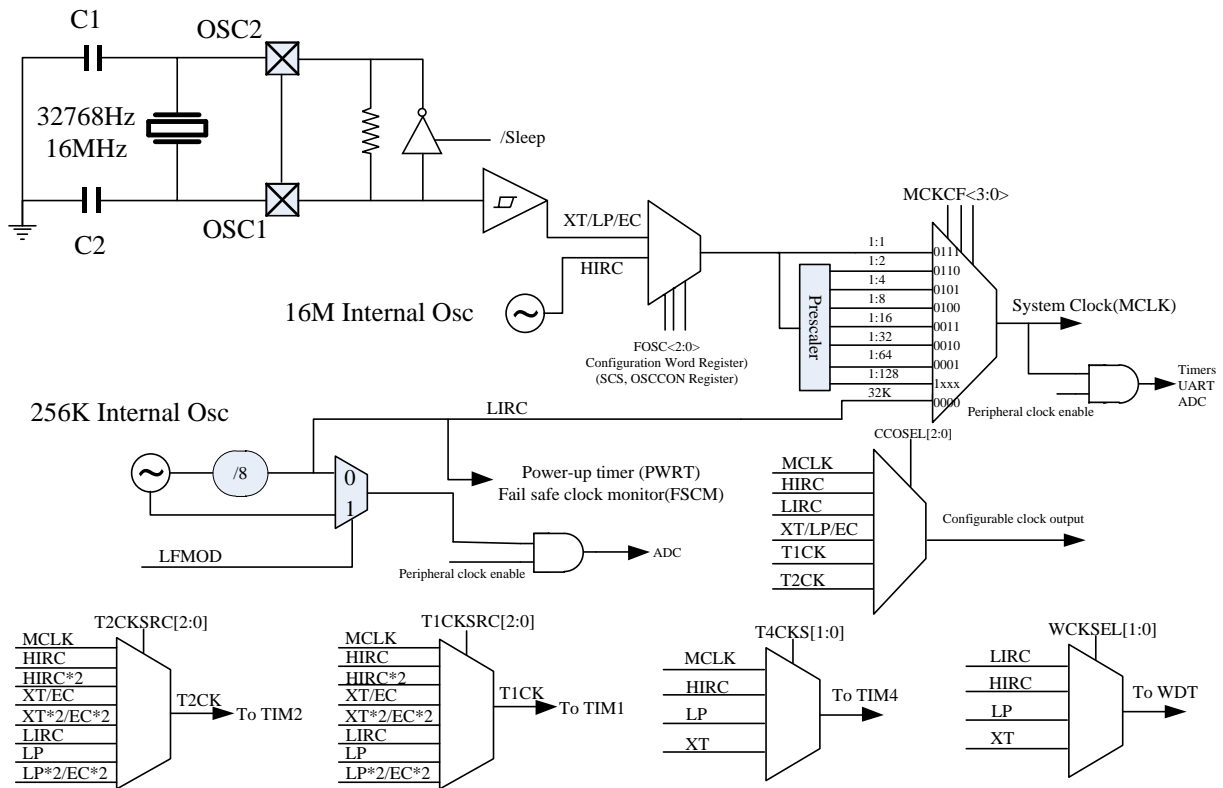 C1
OSC2
32768Hz
16MHz
/Sleep
C2
OSC1
XT/LP/EC
HIRC
16M Internal Osc
FOSC<2:0>
Configuration Word Register)
(SCS, OSCCON Register)
MCKCF<3:0>
Prescaler
1:1
0111
1:2
0110
1:4
0101
1:8
0100
1:16
0011
1:32
0010
1:64
0001
1:128
1xxx
32K
0000
System Clock(MCLK)
Peripheral clock enable
Timers
UART
ADC
256K Internal Osc
LIRC
/8
0
1
LFMOD
Power-up timer (PWRT)
Fail safe clock monitor(FSCM)
Peripheral clock enable
ADC
CCOSEL[2:0]
MCLK
HIRC
LIRC
XT/LP/EC
T1CK
T2CK
Configurable clock output
T2CKSRC[2:0]
MCLK
HIRC
HIRC*2
XT/EC
XT*2/EC*2
LIRC
LP
LP*2/EC*2
T2CK
To TIM2
T1CKSRC[2:0]
MCLK
HIRC
HIRC*2
XT/EC
XT*2/EC*2
LIRC
LP
LP*2/EC*2
T1CK
To TIM1
T4CKS[1:0]
MCLK
HIRC
LP
XT
To TIM4
WCKSEL[1:0]
LIRC
HIRC
LP
XT
To WDT